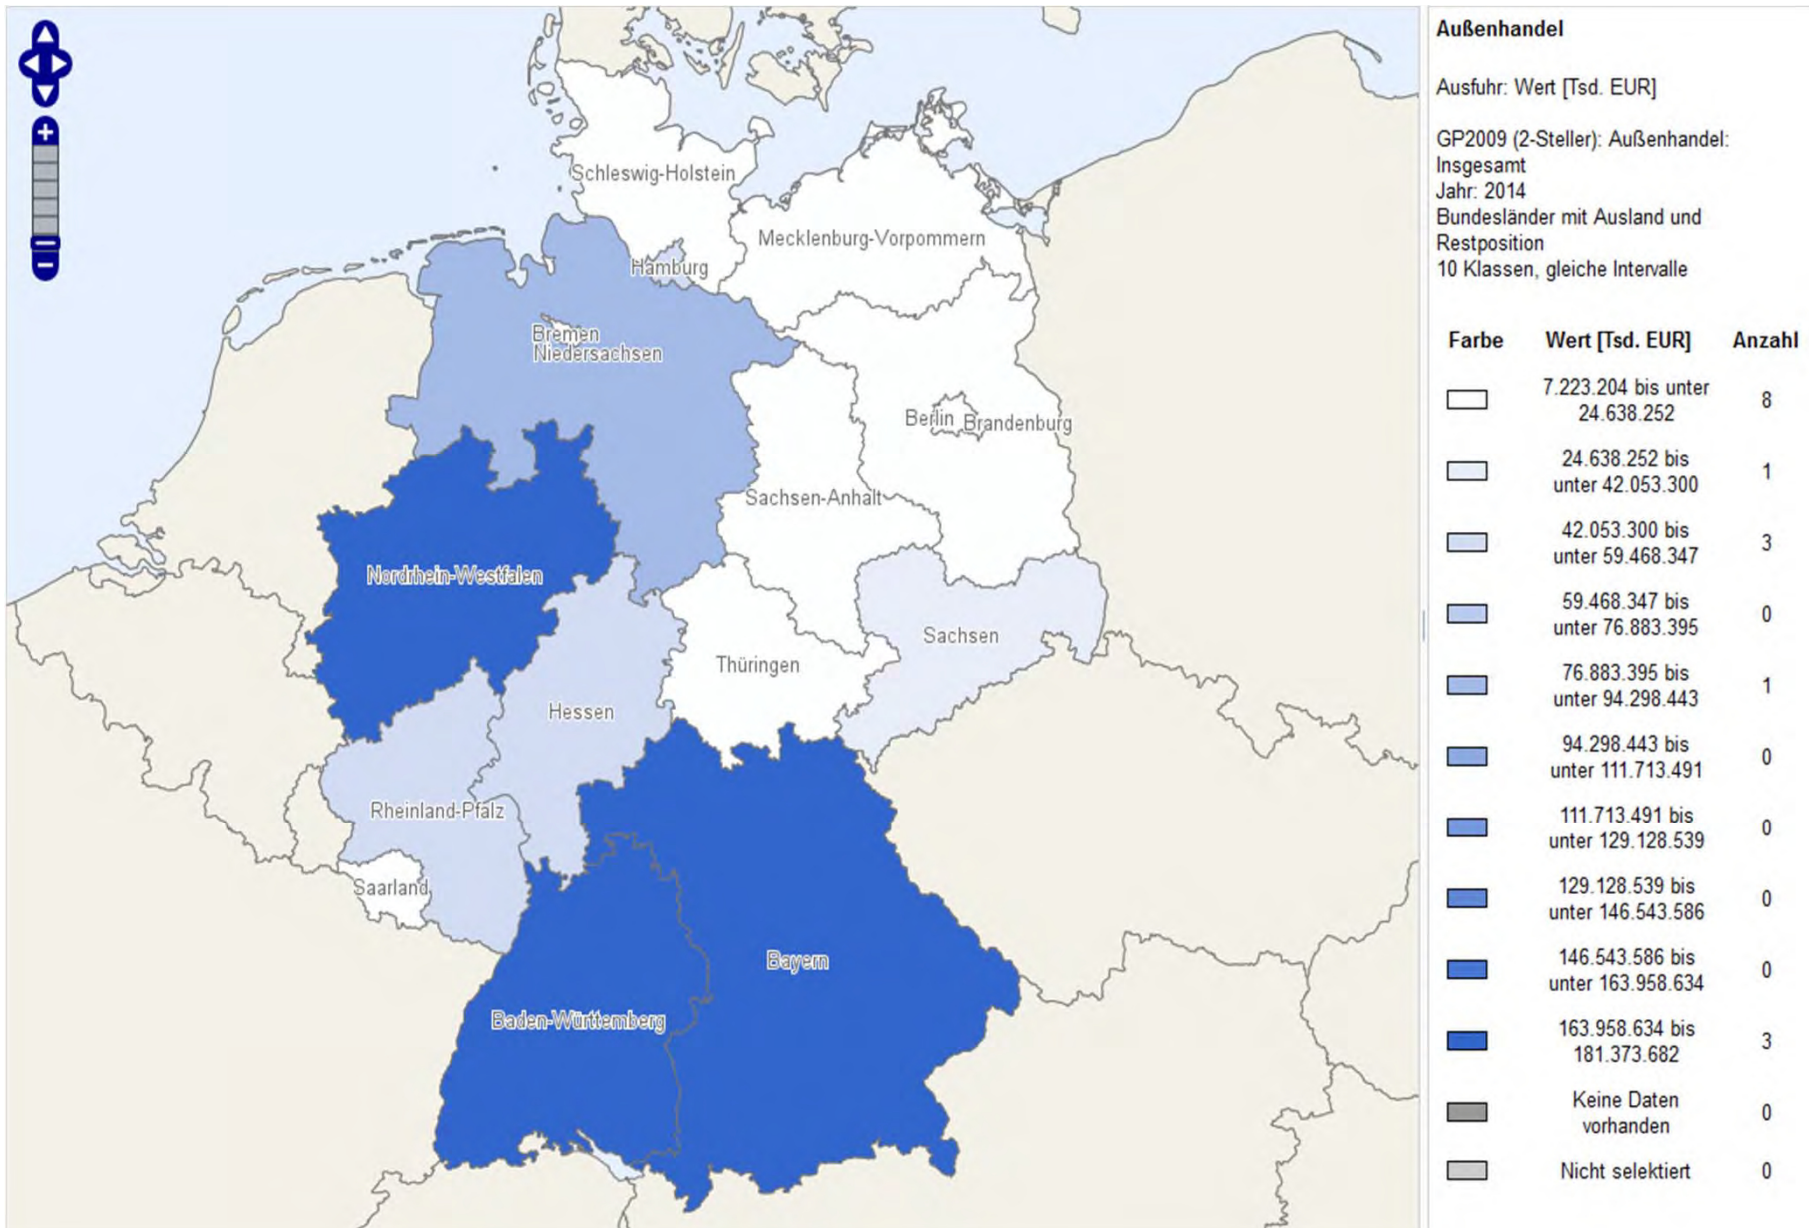 Schleswig-Holstein
Mecklenburg-Vorpommern
Hamburg
Bremen
Niedersachsen
Berlin
Brandenburg
Sachsen-Anhalt
Nordrhein-Westfalen
Sachsen
Thüringen
Hessen
Rheinland-Pfalz
Saarland
Bayern
Baden-Württemberg
Außenhandel
Ausfuhr: Wert [Tsd. EUR]
GP2009 (2-Steller): Außenhandel:
Insgesamt
Jahr: 2014
Bundesländer mit Ausland und
Restposition
10 Klassen, gleiche Intervalle
Farbe Wert [Tsd. EUR] Anzahl
7.223.204 bis unter
24.638.252 8
24.638.252 bis
unter 42.053.300 1
42.053.300 bis
unter 59.468.347 3
59.468.347 bis
unter 76.883.395 0
76.883.395 bis
unter 94.298.443 1
94.298.443 bis
unter 111.713.491 0
111.713.491 bis
unter 129.128.539 0
129.128.539 bis
unter 146.543.586 0
146.543.586 bis
unter 163.958.634 0
163.958.634 bis
181.373.682 3
Keine Daten
vorhanden 0
Nicht selektiert 0